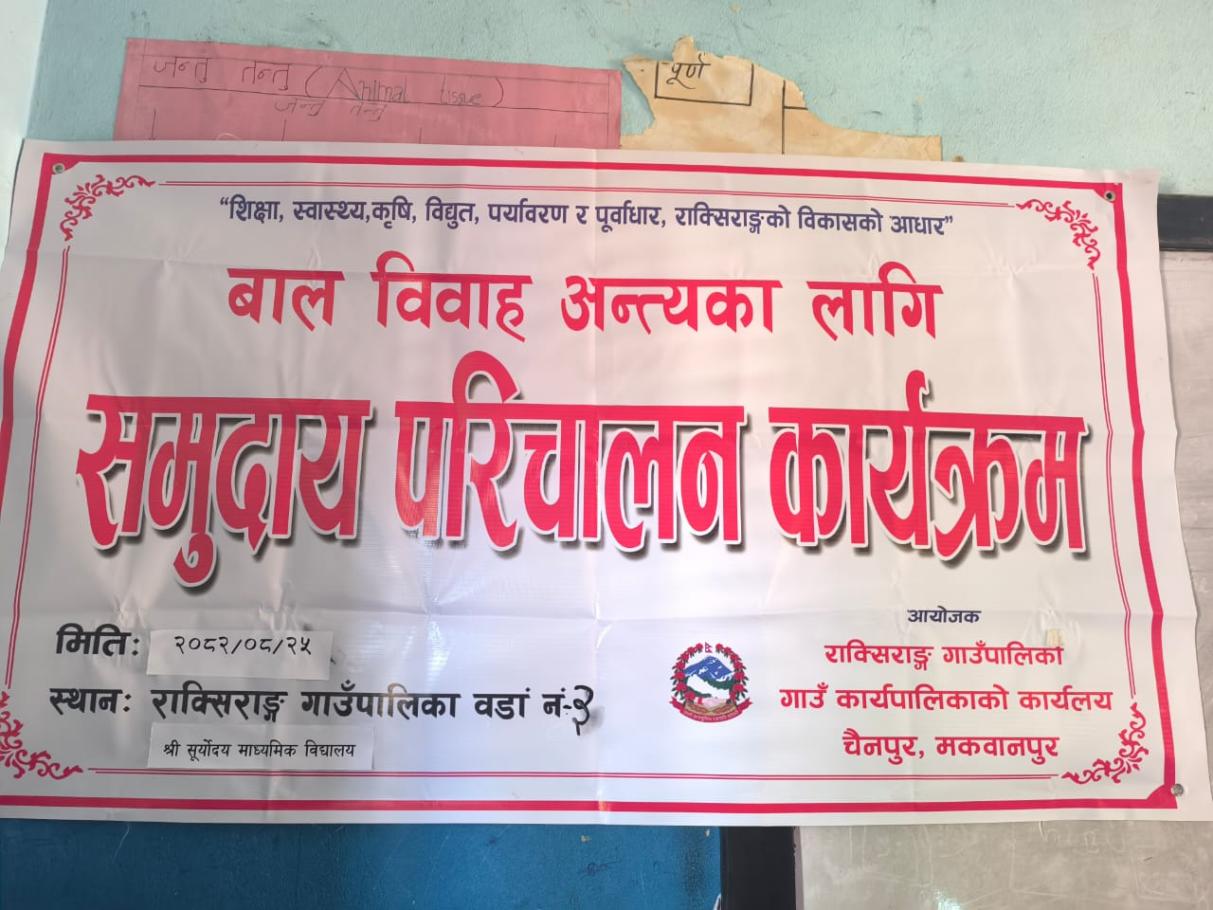 जन्तु तन्तु (Animal tissue)
जन्तु तन्तु
पूर्ण
“शिक्षा, स्वास्थ्य,कृषि, विद्युत, पर्यावरण र पूर्वाधार, राक्सिराङ्गको विकासको आधार”
बाल विवाह अन्त्यका लागि
समुदाय परिचालन कार्यक्रम
मितिः २०८२/०८/२५
स्थानः राक्सिराङ्ग गाउँपालिका वडां नं-३
श्री सूर्योदय माध्यमिक विद्यालय
आयोजक
राक्सिराङ्ग गाउँपालिका
गाउँ कार्यपालिकाको कार्यलय
चैनपुर, मकवानपुर